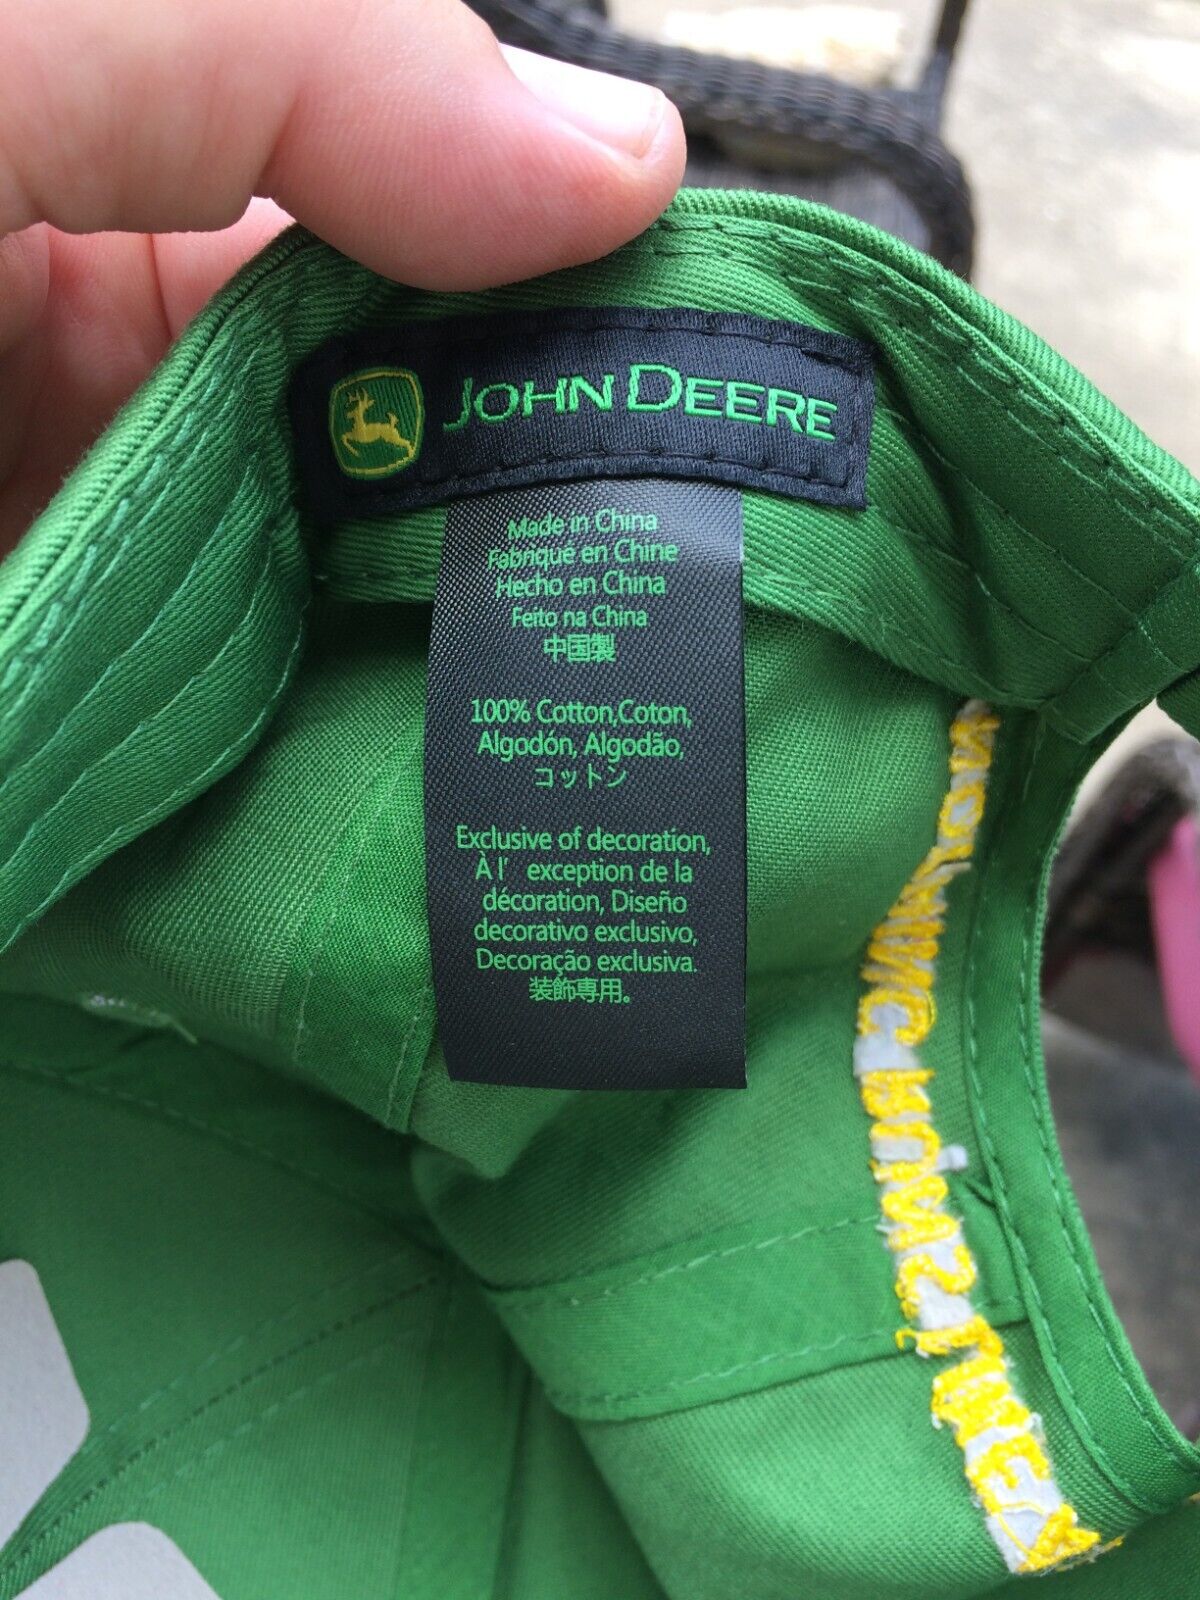 JOHN DEERE
Made in China
Fabriqué en Chine
Hecho en China
Feito na China
中国製
100% Cotton,Coton,
Algodón, Algodão,
コットン
Exclusive of decoration,
À l' exception de la
décoration, Diseño
decorativo exclusivo,
Decoração exclusiva.
装飾専用。